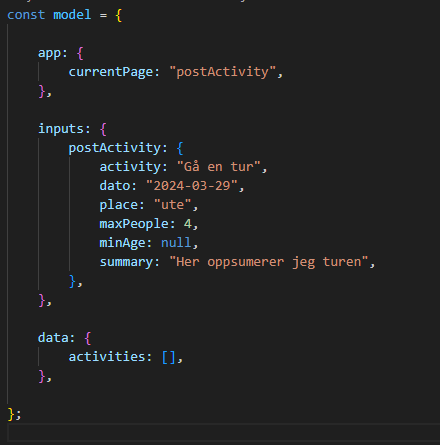 const model = {
app: {
currentPage: "postActivity",
},
inputs: {
postActivity: {
activity: "Gå en tur",
dato: "2024-03-29",
place: "ute",
maxPeople: 4,
minAge: null,
summary: "Her oppsumerer jeg turen",
},
},
data: {
activities: [],
},
};